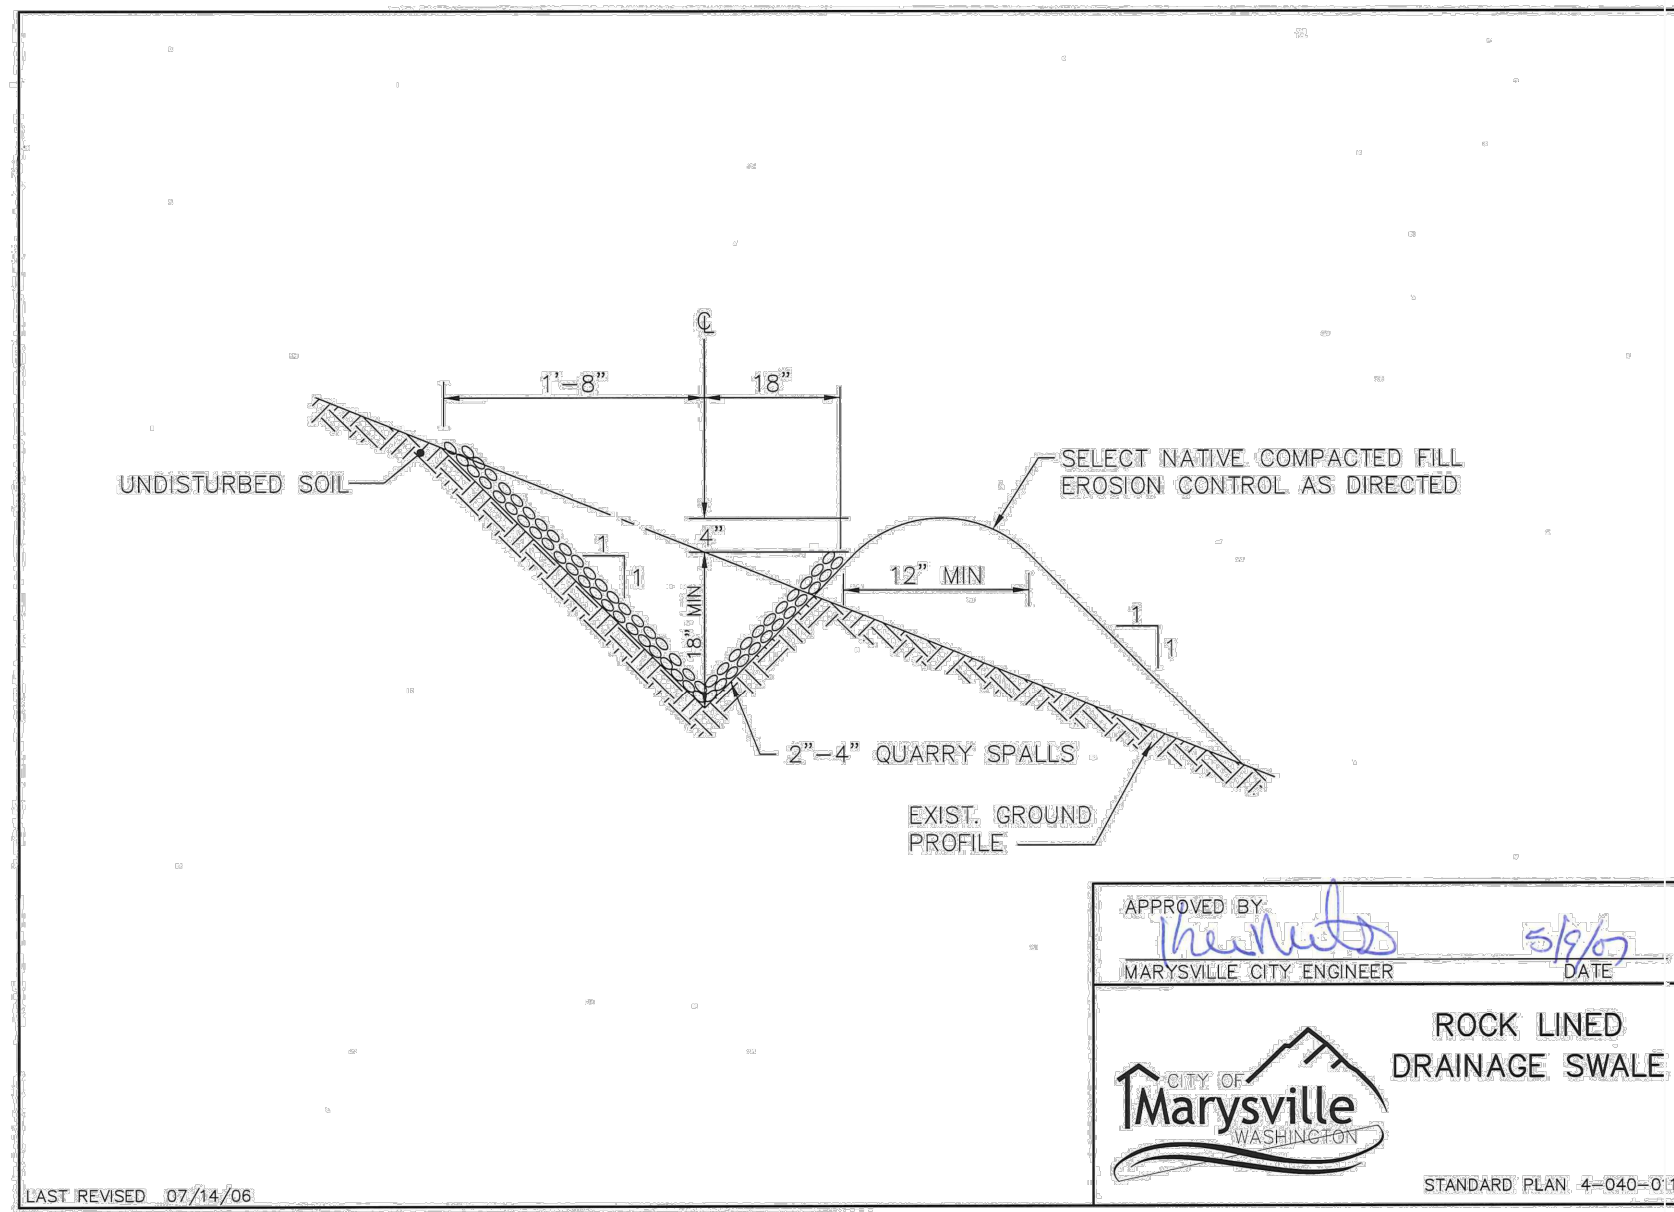 ℄
1'-8" 18"
UNDISTURBED SOIL
SELECT NATIVE COMPACTED FILL
EROSION CONTROL AS DIRECTED
4"
1
1
18" MIN
12" MIN
1
1
2"-4" QUARRY SPALLS
EXIST. GROUND
PROFILE
APPROVED BY
5/9/07
MARYSVILLE CITY ENGINEER DATE
ROCK LINED
DRAINAGE SWALE
CITY OF
Marysville
WASHINGTON
STANDARD PLAN 4-040-011
LAST REVISED 07/14/06